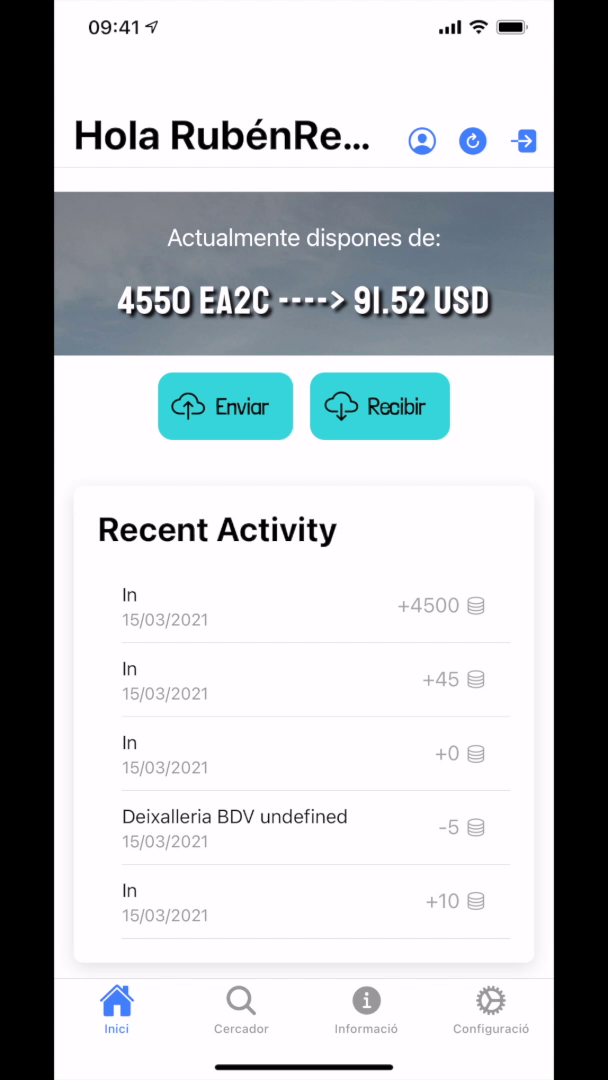 09:41
Hola RubénRe...
Actualmente dispones de:
4550 EA2C ----> 91.52 USD
Enviar
Recibir
Recent Activity
In
+4500
15/03/2021
In
+45
15/03/2021
In
+0
15/03/2021
Deixalleria BDV undefined
-5
15/03/2021
In
+10
15/03/2021
Inici
Cercador
Informació
Configuració